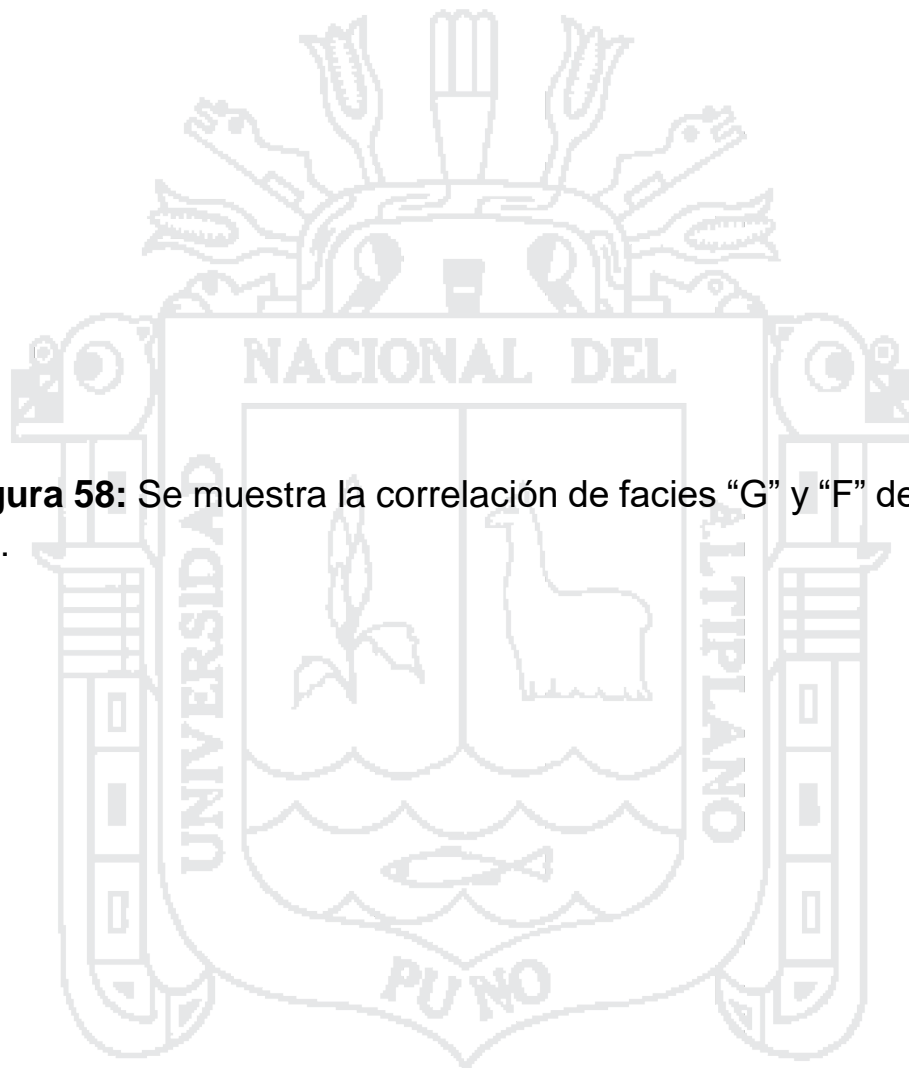 NACIONAL DEL
gura 58: Se muestra la correlación de facies “G” y “F” de
.
UNIVERSIDAD
ALTIPLANO
PUNO